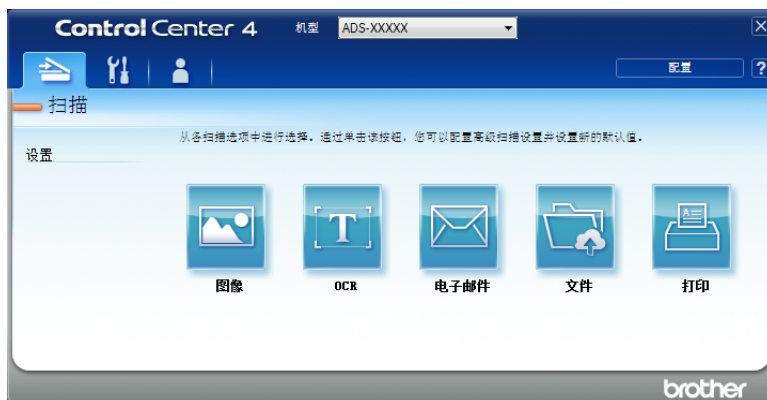 Control Center 4 机型 ADS-XXXXX
配置 ?
扫描
从各扫描选项中进行选择。通过单击该按钮，您可以配置高级扫描设置并设置新的默认值。
设置
图像 OCR 电子邮件 文件 打印
brother